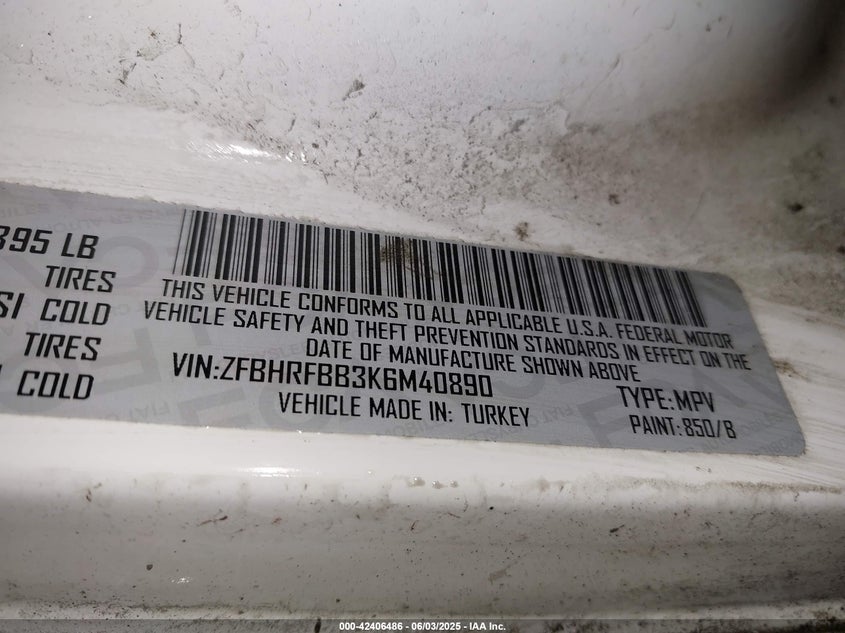 395 LB
TIRES
SI COLD
TIRES
I COLD
THIS VEHICLE CONFORMS TO ALL APPLICABLE U.S.A. FEDERAL MOTOR
VEHICLE SAFETY AND THEFT PREVENTION STANDARDS IN EFFECT ON THE
DATE OF MANUFACTURE SHOWN ABOVE
VIN:ZFBHRFBB3K6M40890
TYPE:MPV
VEHICLE MADE IN: TURKEY
PAINT:850/B
000-42406486 - 06/03/2025 - IAA Inc.